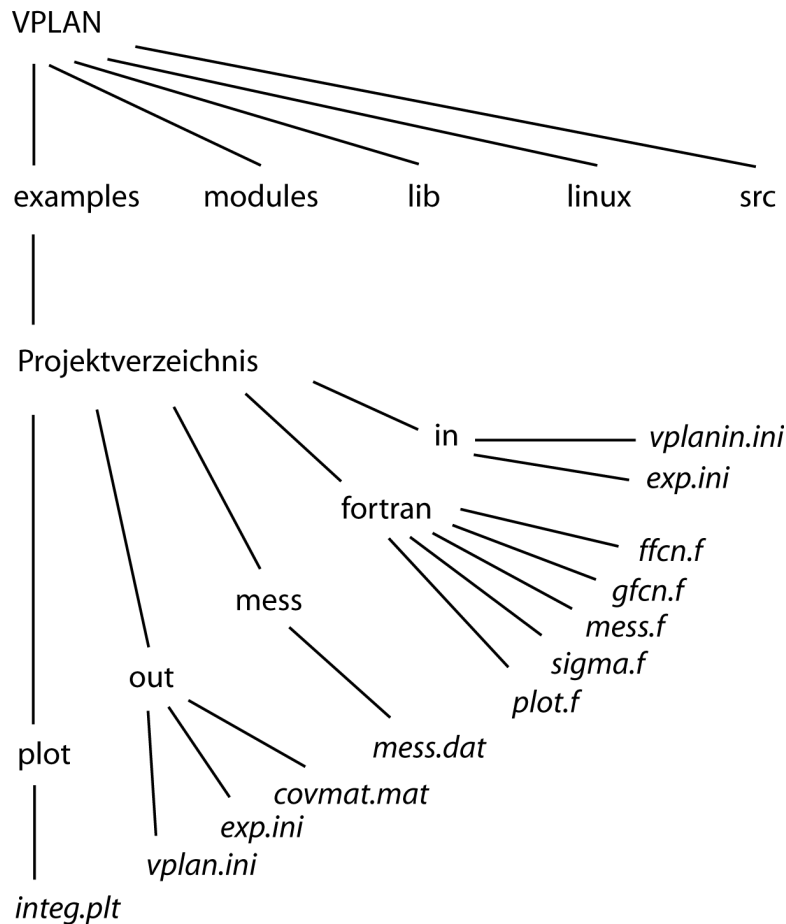 VPLAN
examples modules lib linux src
Projektverzeichnis
in vplanin.ini
exp.ini
fortran
ffcn.f
gfcn.f
mess
mess.f
sigma.f
out
plot.f
mess.dat
plot
covmat.mat
exp.ini
vplan.ini
integ.plt